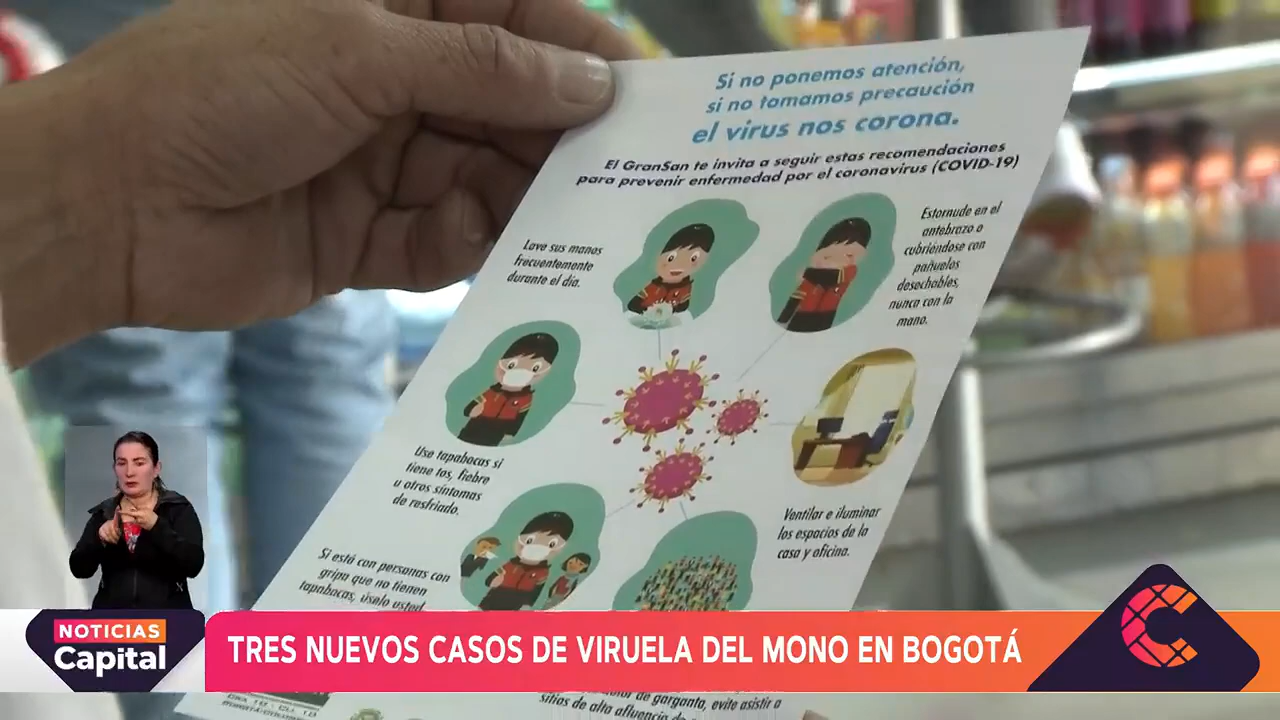 Si no ponemos atención,
si no tomamos precaución
el virus nos corona.
El GranSan te invita a seguir estas recomendaciones
para prevenir enfermedad por el coronavirus (COVID-19)
Lave sus manos
frecuentemente
durante el día.
Estornude en el
antebrazo o
cubriéndose con
pañuelos
desechables,
nunca con la
mano.
Use tapabocas si
tiene tos, fiebre
u otros síntomas
de resfriado.
Ventilar e iluminar
los espacios de la
casa y oficina.
Si está con personas con
gripa que no tienen
tapabocas, úselo usted
NOTICIAS
Capital
TRES NUEVOS CASOS DE VIRUELA DEL MONO EN BOGOTÁ
de garganta, evite asistir a
sitios de alta afluencia de